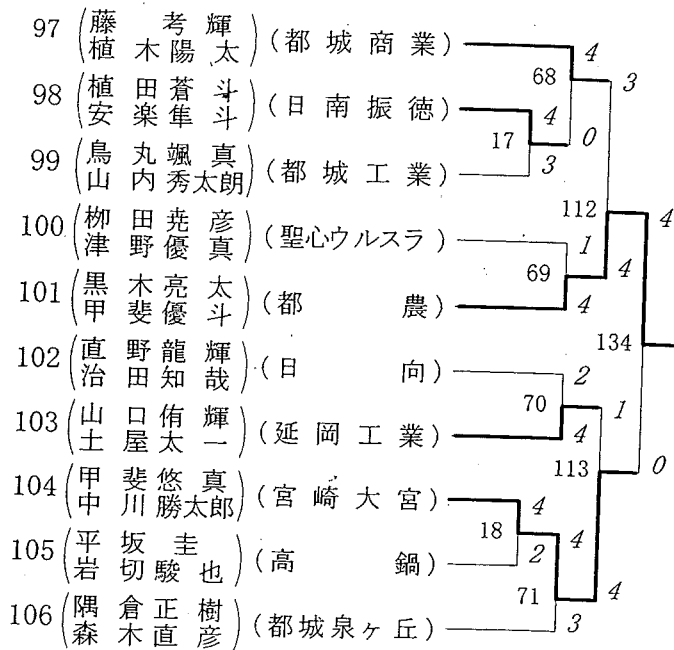 97 (藤　考輝 植木陽太) (都城商業)
98 (植田蒼斗 安楽隼斗) (日南振徳)
99 (鳥丸颯真 山内秀太朗) (都城工業)
100 (栁田尭彦 津野優真) (聖心ウルスラ)
101 (黒木亮太 甲斐優斗) (都農)
102 (直野龍輝 治田知哉) (日向)
103 (山口侑輝 土屋太一) (延岡工業)
104 (甲斐悠真 中川勝太郎) (宮崎大宮)
105 (平坂圭 岩切駿也) (高鍋)
106 (隅倉正樹 森木直彦) (都城泉ヶ丘)
4
68
3
4
17
0
3
112
4
1
69
4
4
134
2
70
1
4
113
0
4
18
4
2
71
4
3